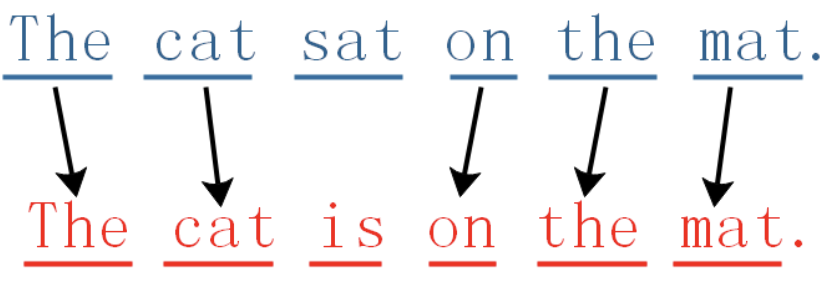 The cat sat on the mat.
The cat is on the mat.